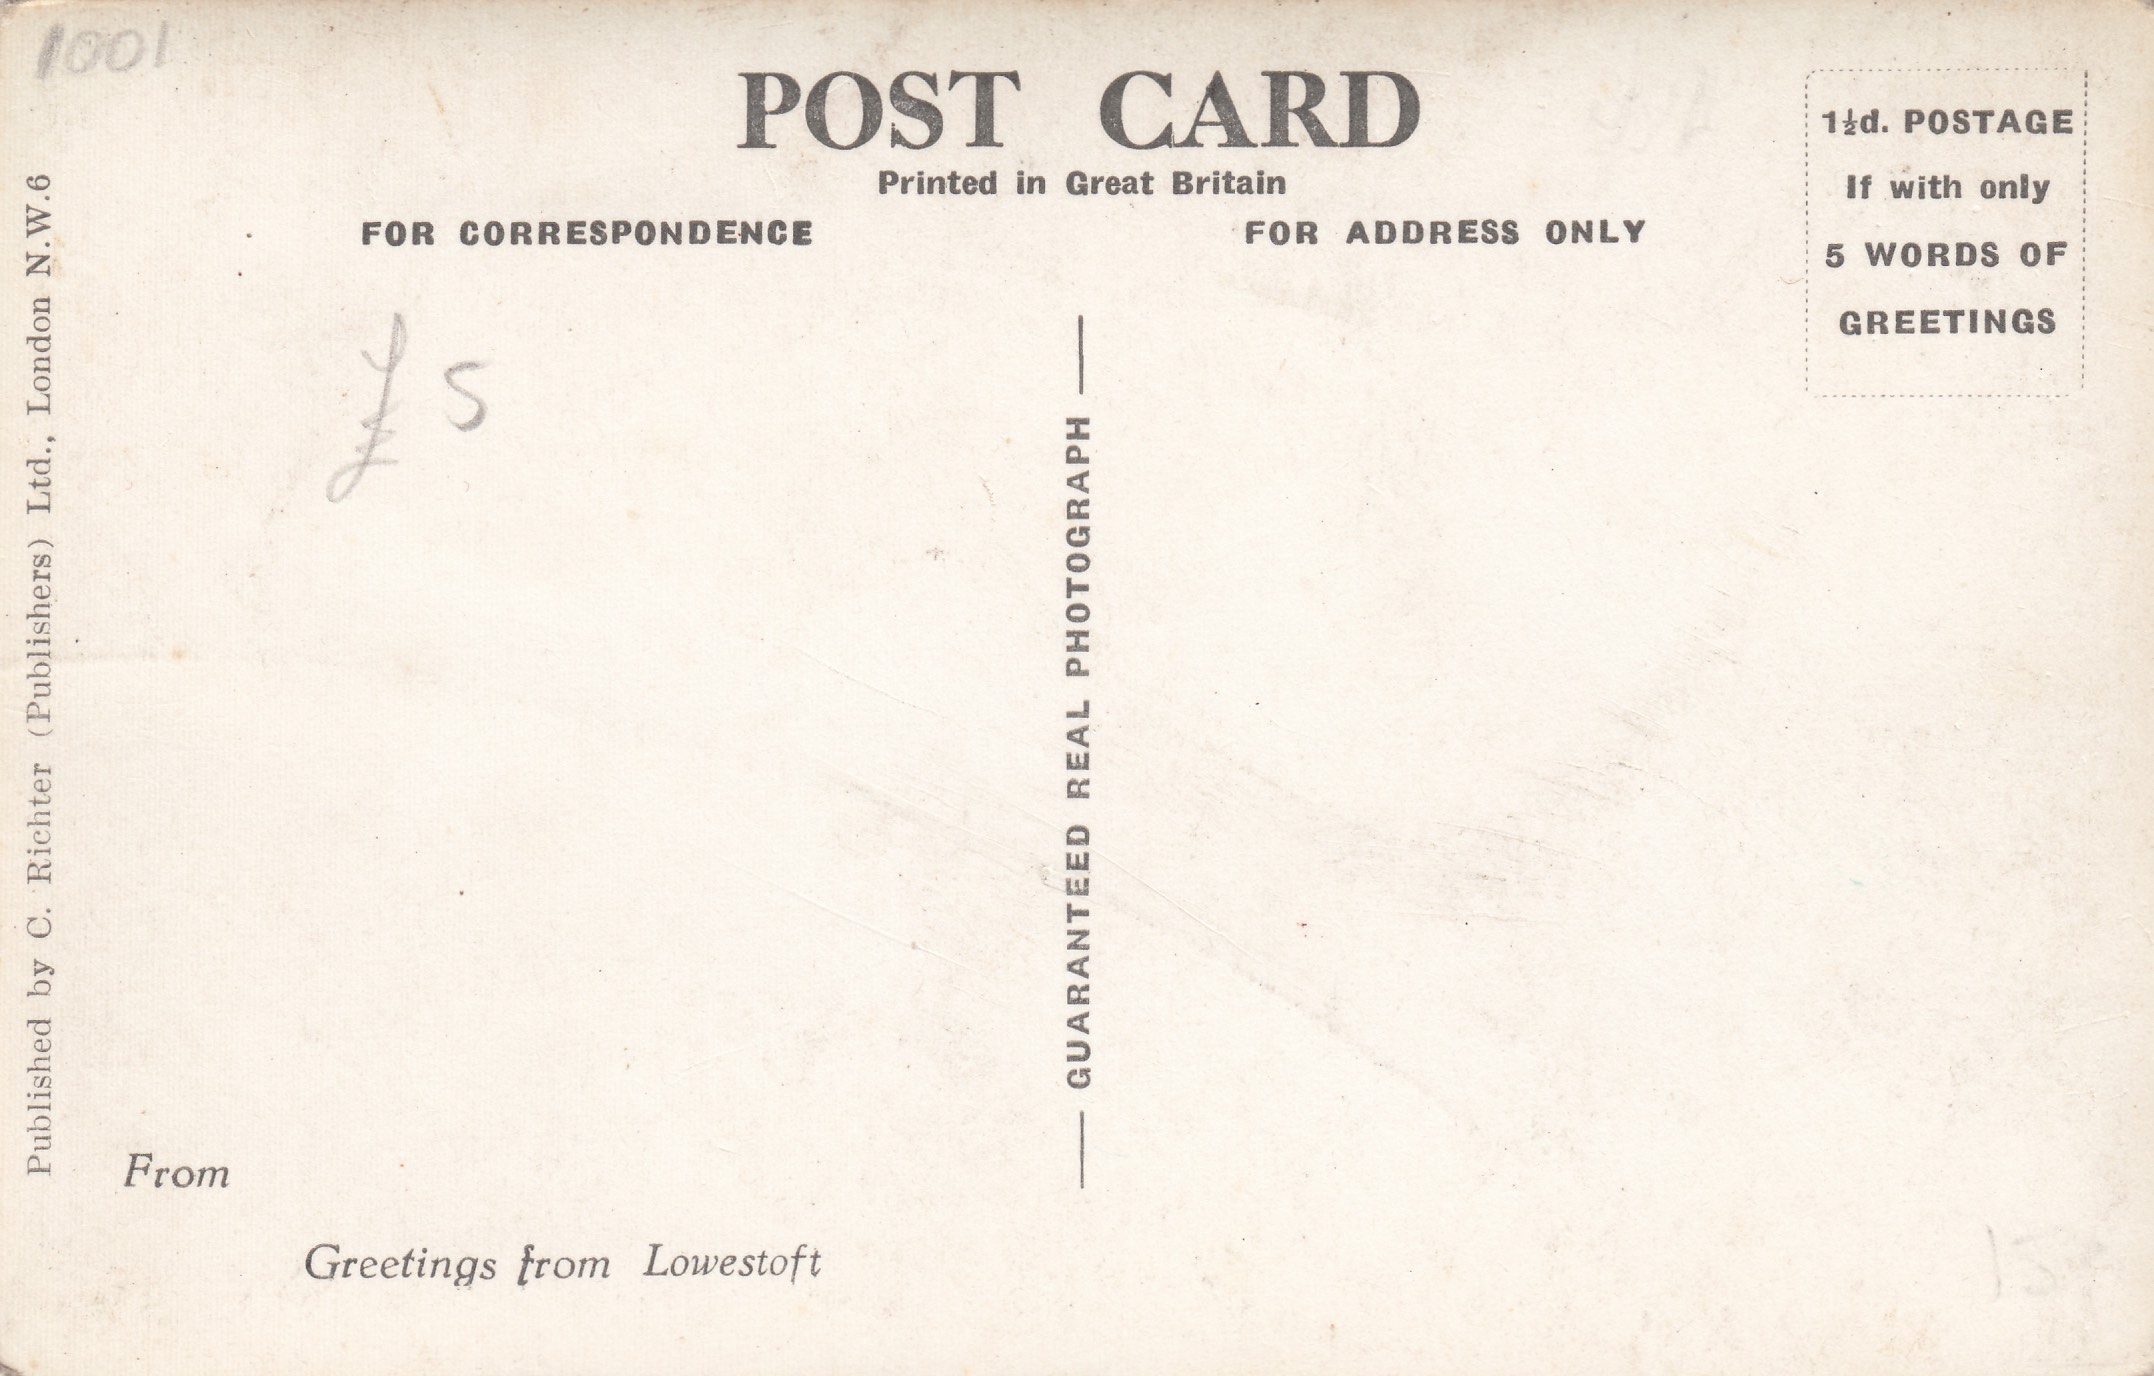 1001
POST CARD
Printed in Great Britain
FOR CORRESPONDENCE
FOR ADDRESS ONLY
1½d. POSTAGE
If with only
5 WORDS OF
GREETINGS
£ 5
GUARANTEED REAL PHOTOGRAPH
Published by C. Richter (Publishers) Ltd., London N.W.6
From
Greetings from Lowestoft